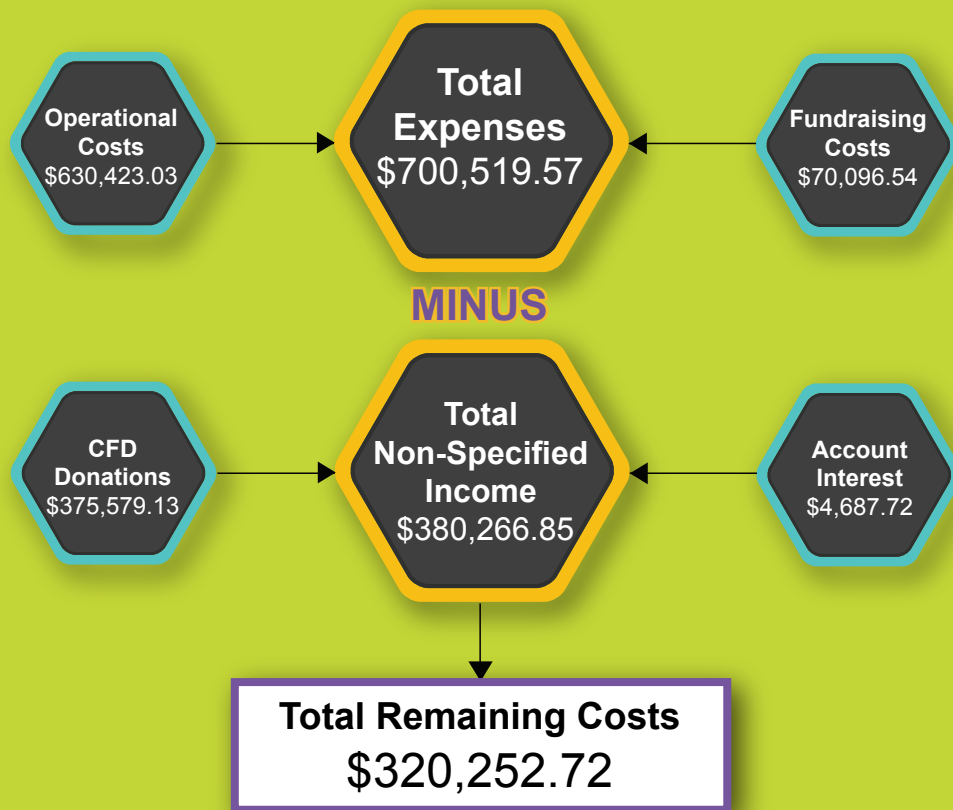 Total
Expenses
$700,519.57
Operational
Costs
$630,423.03
Fundraising
Costs
$70,096.54
MINUS
Total
Non-Specified
Income
$380,266.85
CFD
Donations
$375,579.13
Account
Interest
$4,687.72
Total Remaining Costs
$320,252.72